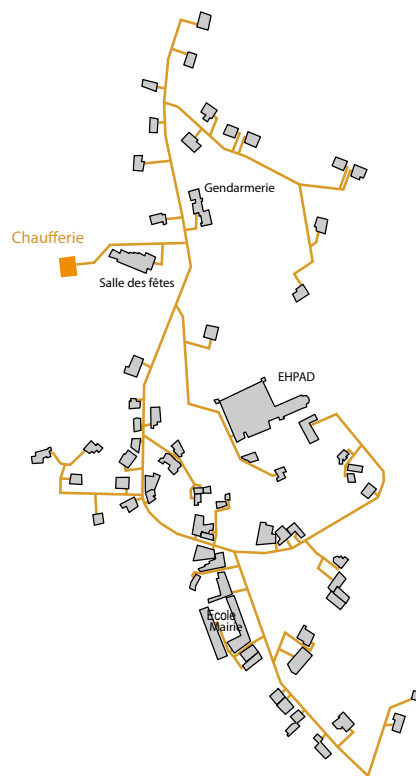 Gendarmerie
Chaufferie
Salle des fêtes
EHPAD
Ecole
Mairie